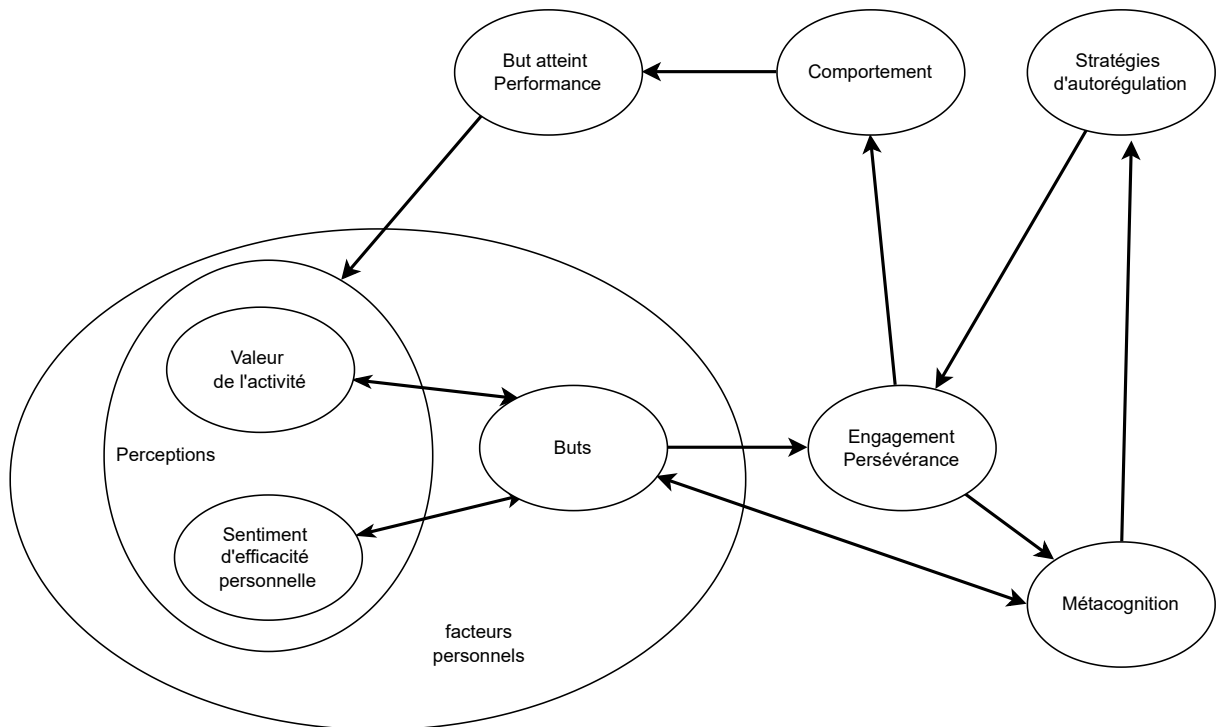 But atteint
Performance
Comportement
Stratégies
d'autorégulation
Valeur
de l'activité
Perceptions
Buts
Engagement
Persévérance
Sentiment
d'efficacité
personnelle
Métacognition
facteurs
personnels